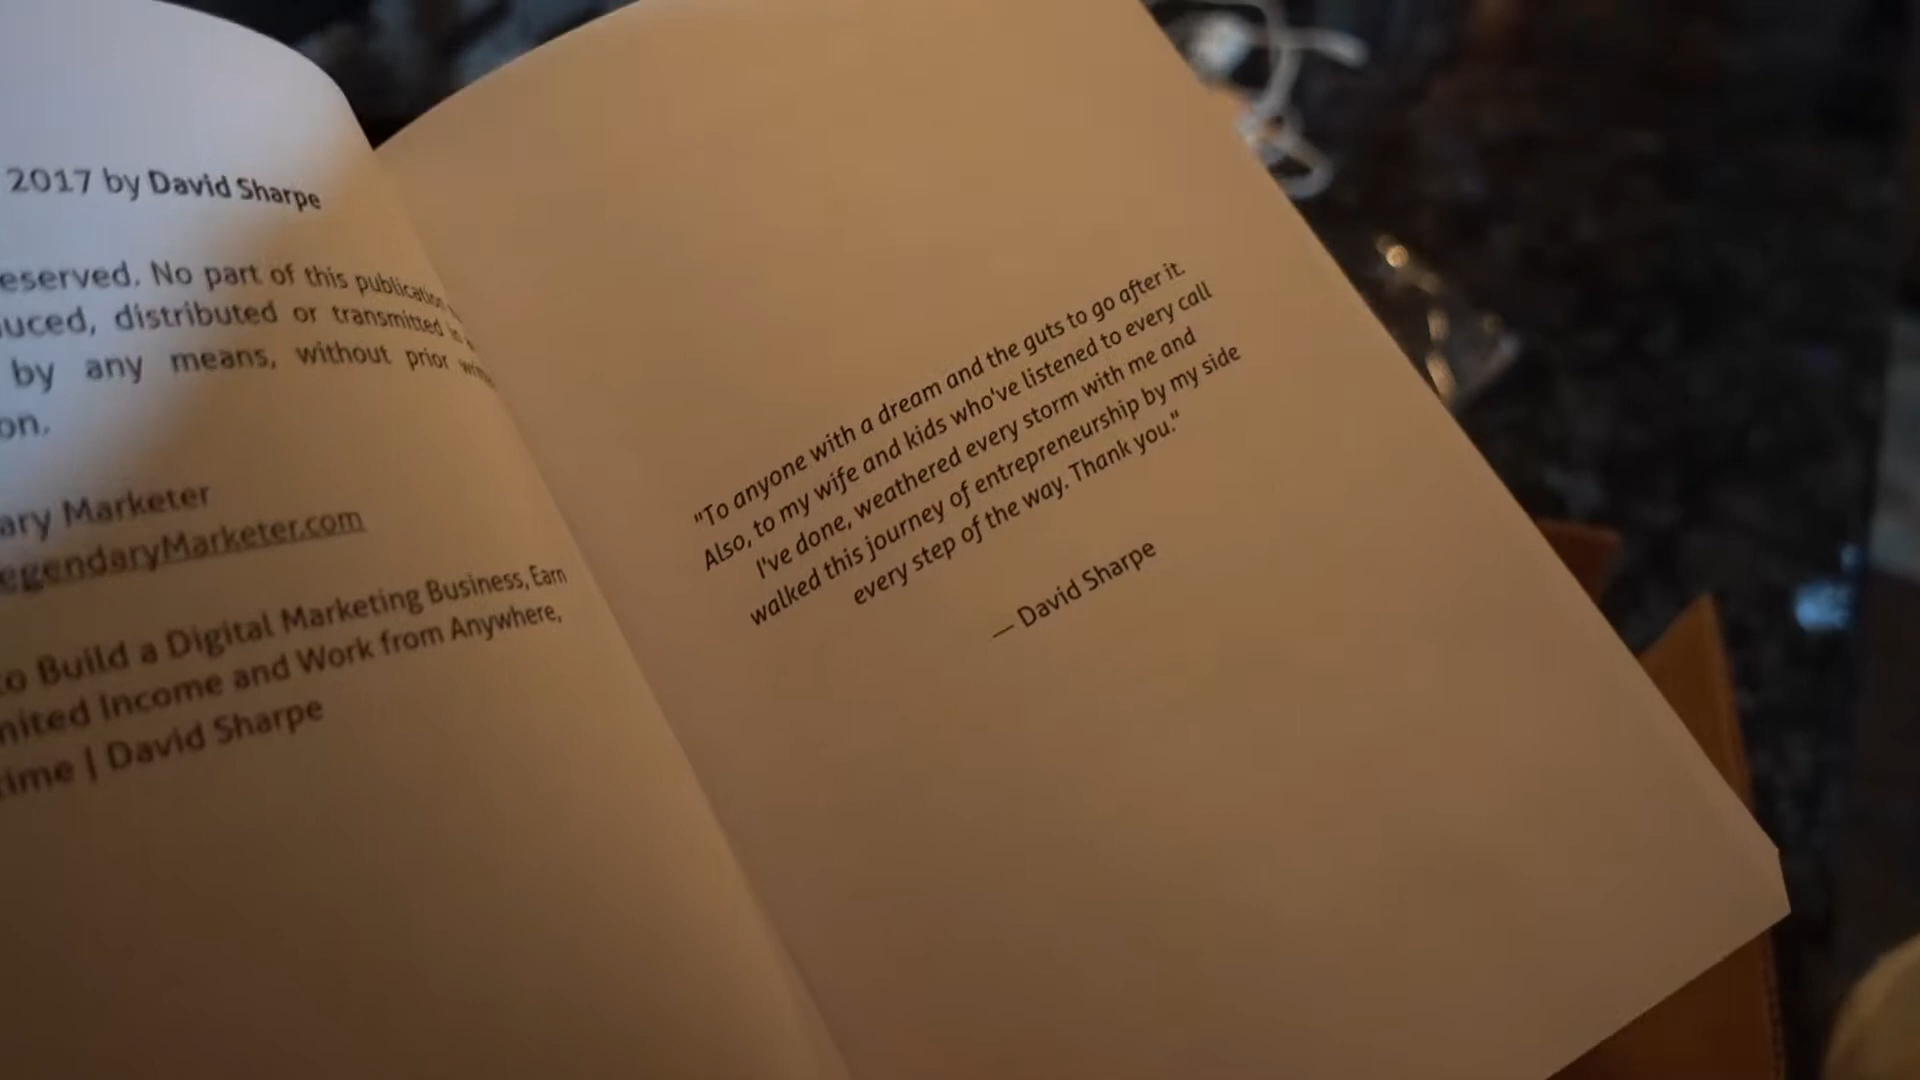 2017 by David Sharpe
eserved. No part of this publication
uced, distributed or transmitted
by any means, without prior
on.
ary Marketer
egendaryMarketer.com
to Build a Digital Marketing Business, Earn
mited Income and Work from Anywhere,
Time | David Sharpe
"To anyone with a dream and the guts to go after it.
Also, to my wife and kids who've listened to every call
I've done, weathered every storm with me and
walked this journey of entrepreneurship by my side
every step of the way. Thank you."
— David Sharpe